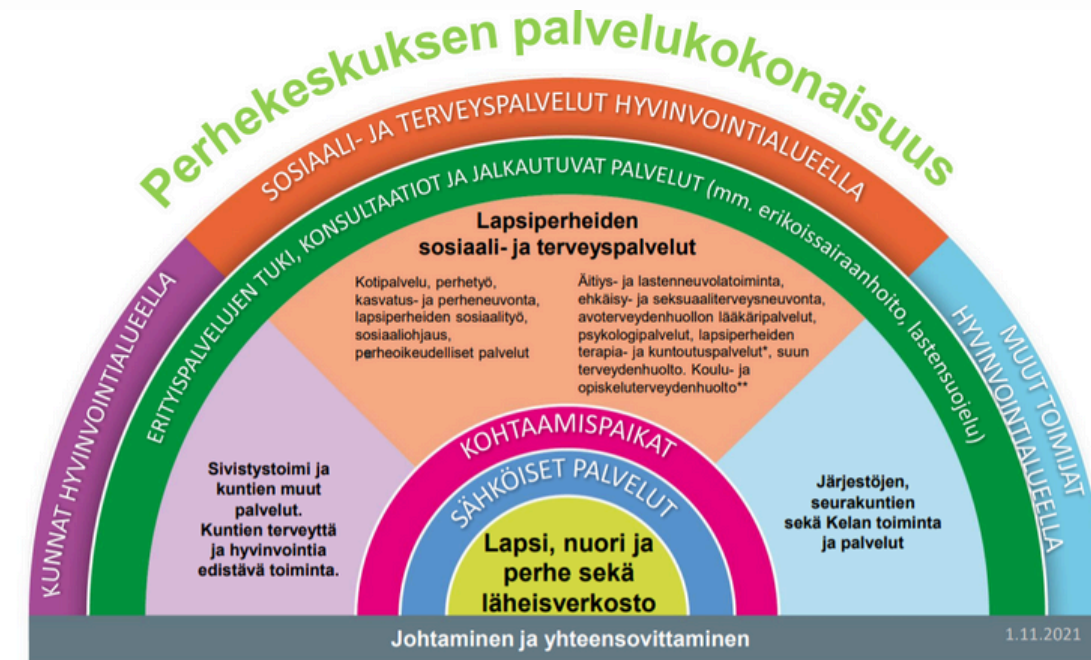 Perhekeskuksen palvelukokonaisuus
SOSIAALI- JA TERVEYSPALVELUT HYVINVOINTIALUEELLA
KUNNAT HYVINVOINTIALUEELLA
MUUT TOIMIJAT
HYVINVOINTIALUEELLA
ERITYISPALVELUJEN TUKI, KONSULTAATIOT JA JALKAUTUVAT PALVELUT (mm. erikoissairaanhoito, lastensuojelu)
Lapsiperheiden
sosiaali- ja terveyspalvelut
Kotipalvelu, perhetyö,
kasvatus- ja perheneuvonta,
lapsiperheiden sosiaalityö,
sosiaaliohjaus,
perheoikeudelliset palvelut
Äitiys- ja lastenneuvolatoiminta,
ehkäisy- ja seksuaaliterveysneuvonta,
avoterveydenhuollon lääkäripalvelut,
psykologipalvelut, lapsiperheiden
terapia- ja kuntoutuspalvelut*, suun
terveydenhuolto. Koulu- ja
opiskeluterveydenhuolto**
Sivistystoimi ja
kuntien muut
palvelut.
Kuntien terveyttä
ja hyvinvointia
edistävä toiminta.
Järjestöjen,
seurakuntien
sekä Kelan toiminta
ja palvelut
KOHTAAMISPAIKAT
SÄHKÖISET PALVELUT
Lapsi, nuori ja
perhe sekä
läheisverkosto
Johtaminen ja yhteensovittaminen
1.11.2021